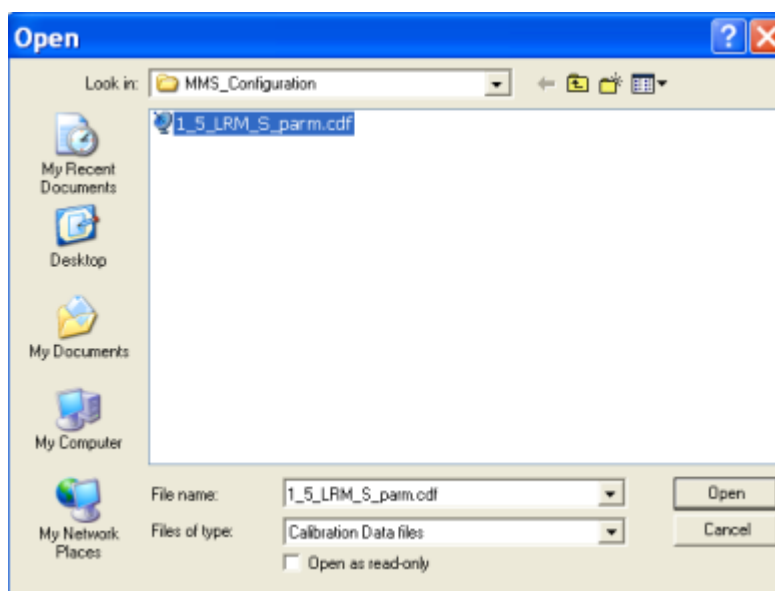 Open
Look in: MMS_Configuration
1_5_LRM_S_parm.cdf
My Recent
Documents
Desktop
My Documents
My Computer
My Network
Places
File name: 1_5_LRM_S_parm.cdf Open
Files of type: Calibration Data files Cancel
Open as read-only